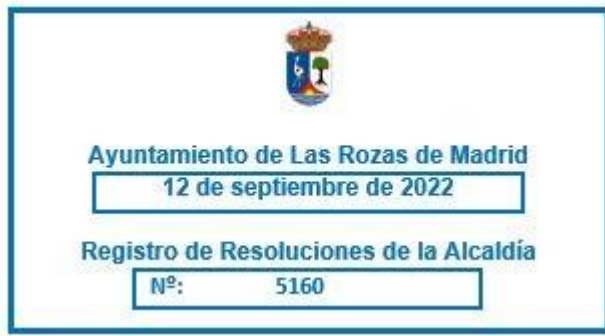 Ayuntamiento de Las Rozas de Madrid
12 de septiembre de 2022
Registro de Resoluciones de la Alcaldía
Nº: 5160